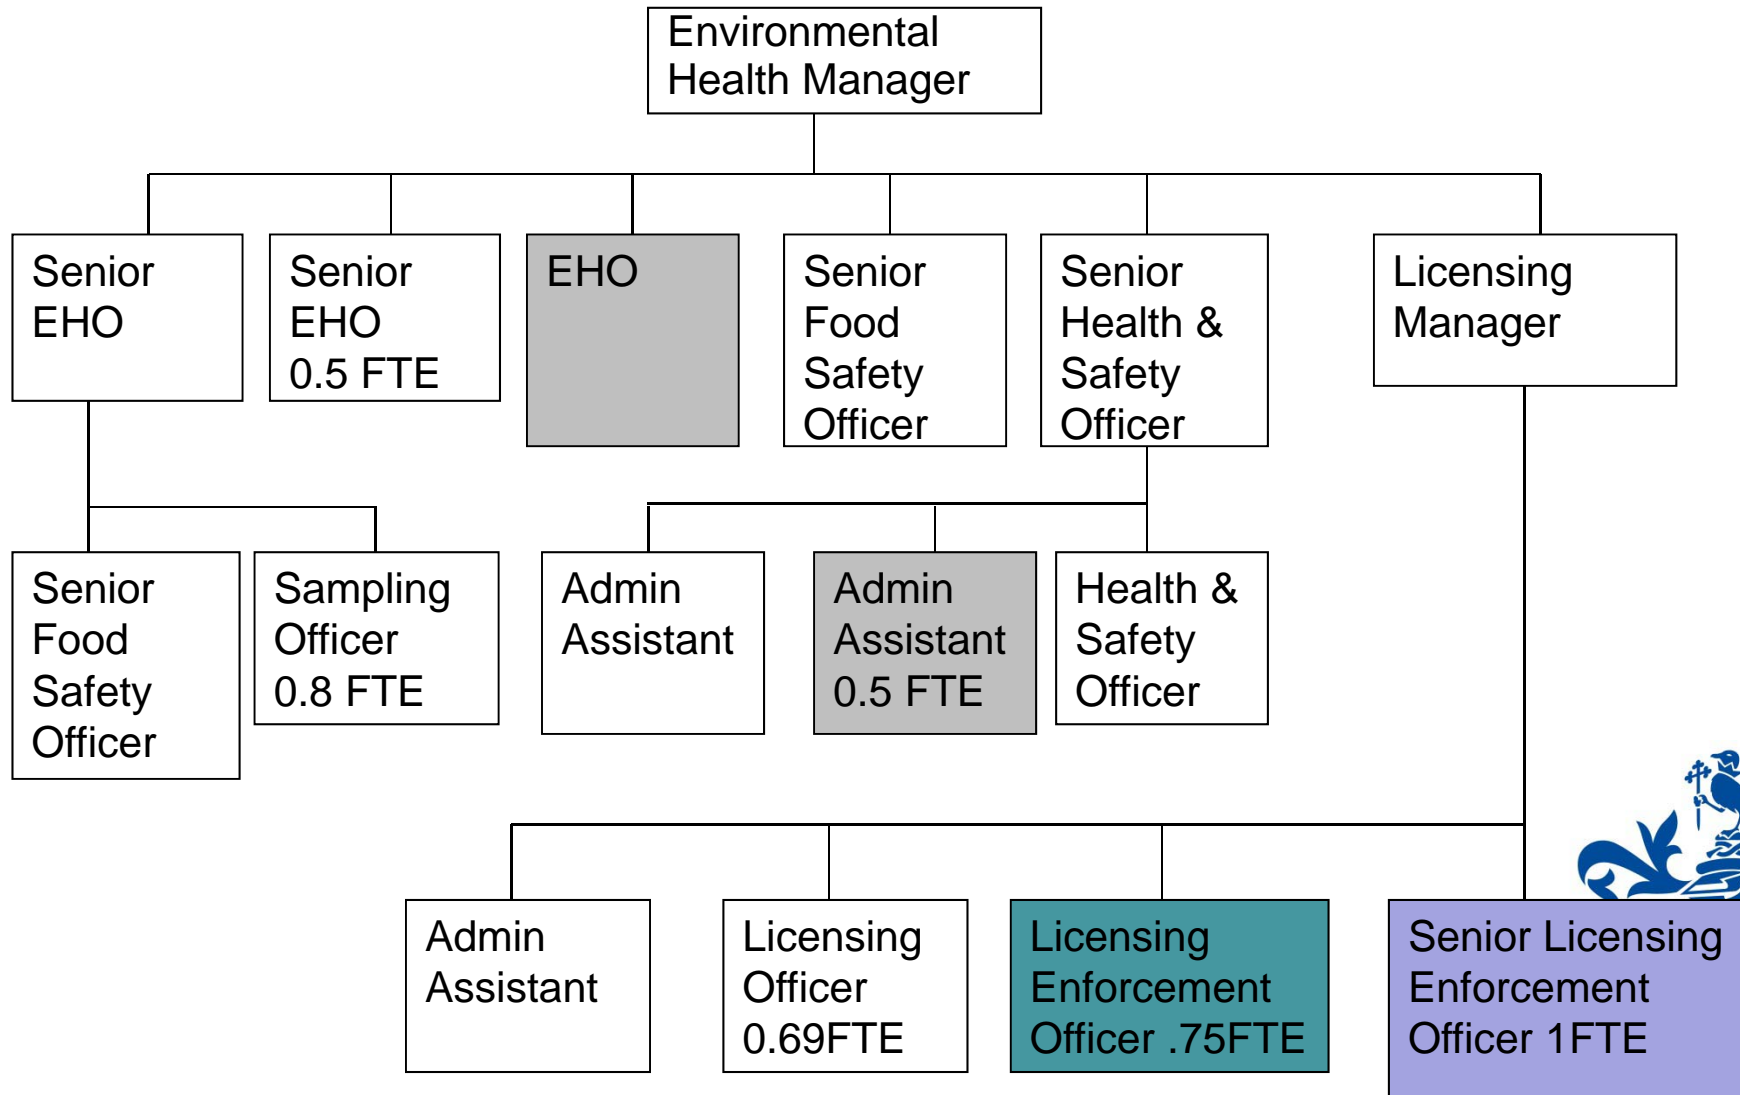 Environmental
Health Manager
Senior
EHO
Senior
EHO
0.5 FTE
EHO
Senior
Food
Safety
Officer
Senior
Health &
Safety
Officer
Licensing
Manager
Senior
Food
Safety
Officer
Sampling
Officer
0.8 FTE
Admin
Assistant
Admin
Assistant
0.5 FTE
Health &
Safety
Officer
Admin
Assistant
Licensing
Officer
0.69FTE
Licensing
Enforcement
Officer .75FTE
Senior Licensing
Enforcement
Officer 1FTE